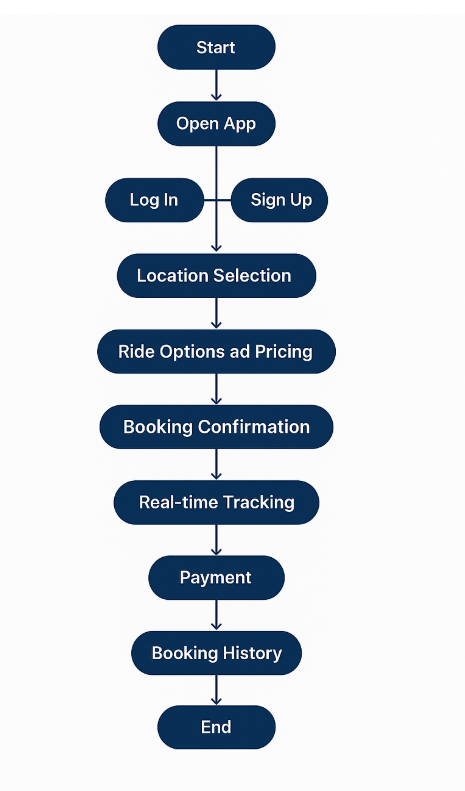 Start
Open App
Log In
Sign Up
Location Selection
Ride Options ad Pricing
Booking Confirmation
Real-time Tracking
Payment
Booking History
End